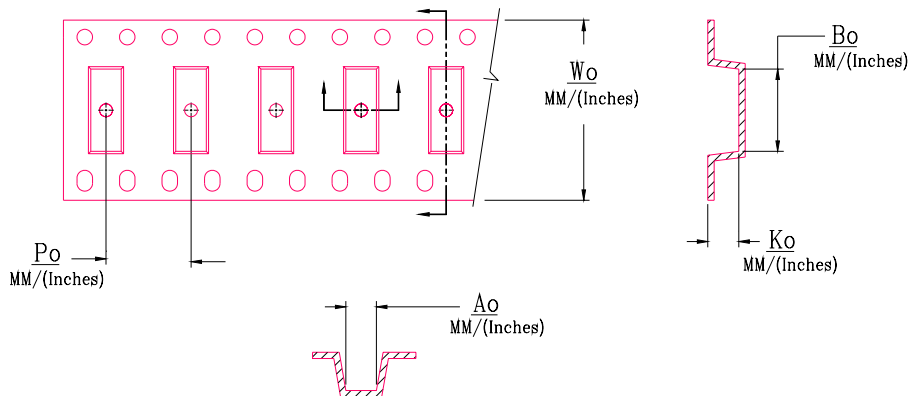 Wo
MM/(Inches)
Bo
MM/(Inches)
Po
MM/(Inches)
Ko
MM/(Inches)
Ao
MM/(Inches)